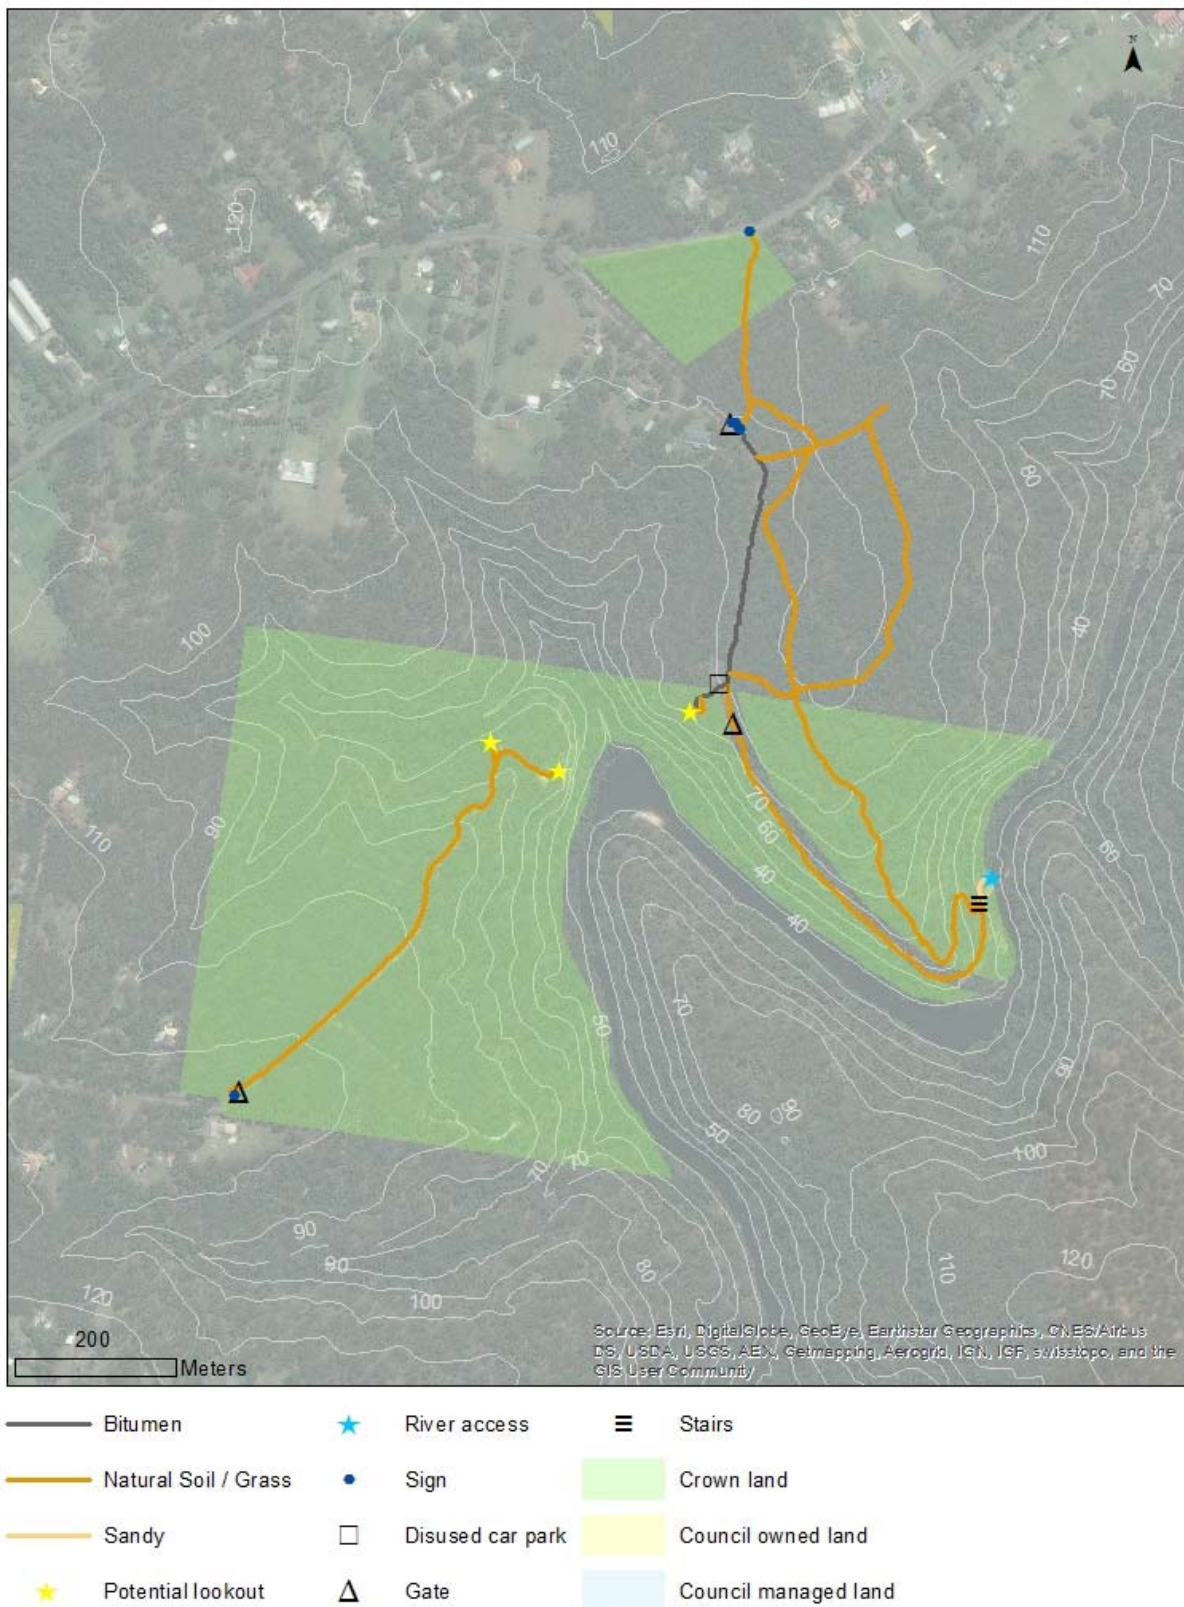 N
110
120
110
70
60
70
80
100
40
90
110
70
60
60
40
40
50
70
90
80
90
50
100
70
70
90
80
110
120
90
120
100
200
Meters
Source: Esri, DigitalGlobe, GeoEye, Earthstar Geographics, CNES/Airbus
DS, USDA, USGS, AEX, Getmapping, Aerogrid, IGN, IGP, swisstopo, and the
GIS User Community
Bitumen
River access
Stairs
Natural Soil / Grass
Sign
Crown land
Sandy
Disused car park
Council owned land
Potential lookout
Gate
Council managed land